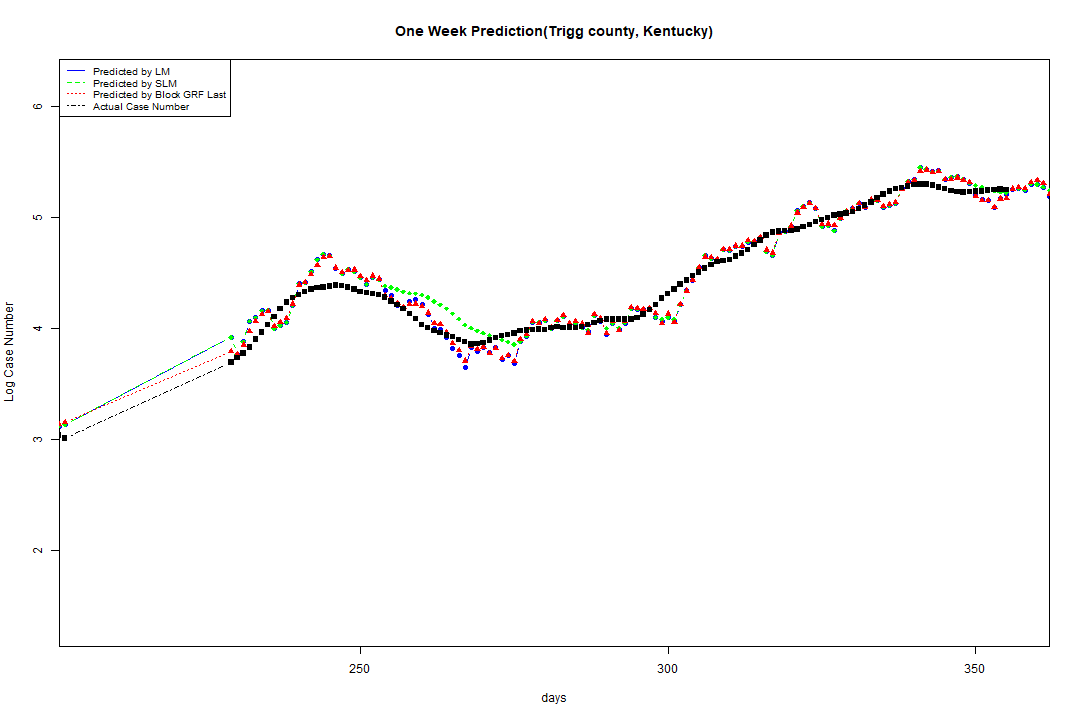 One Week Prediction(Trigg county, Kentucky)
Predicted by LM
Predicted by SLM
Predicted by Block GRF Last
Actual Case Number
6
5
4
3
2
Log Case Number
250
300
350
days